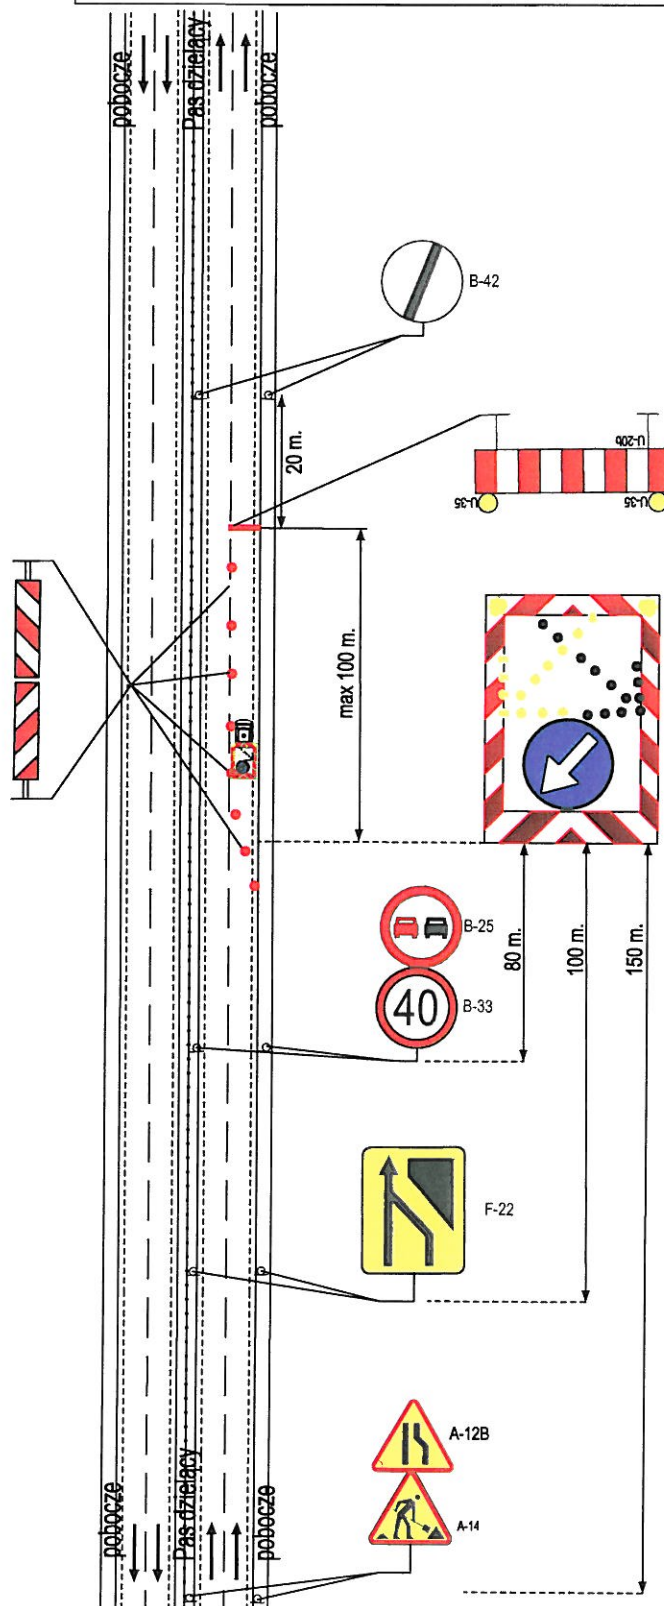 pobocze
Pas dzielący
pobocze
B-42
20 m.
U-20b
U-35
U-35
max 100 m.
B-25
40
B-33
80 m.
100 m.
150 m.
F-22
A-12B
A-14
pobocze
Pas dzielący
pobocze